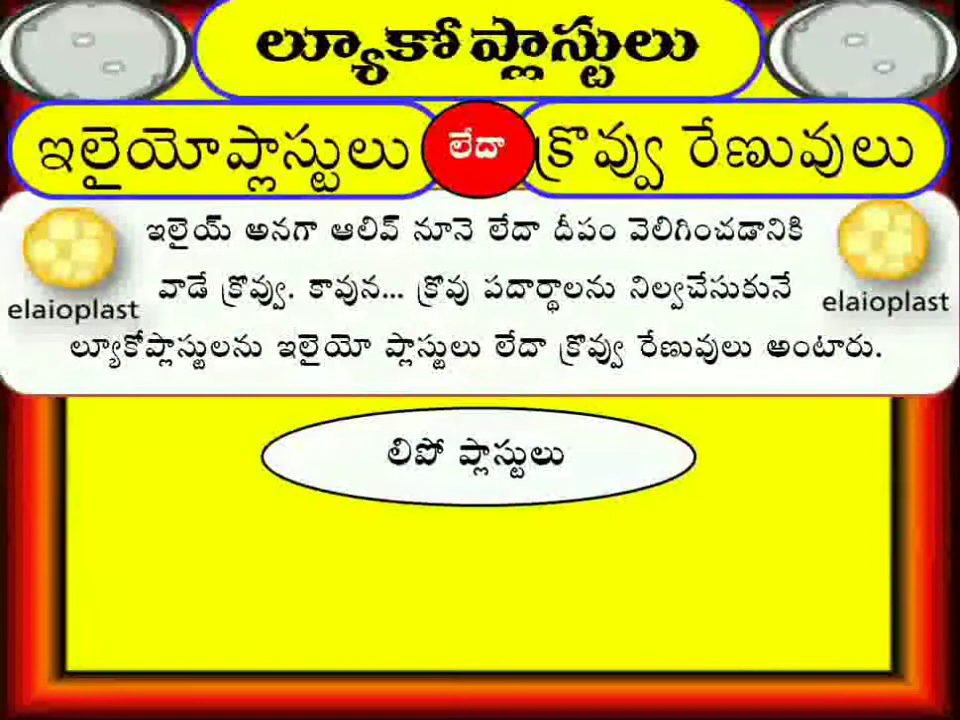 ల్యూకోప్లాస్టులు
ఇలైయోప్లాస్టులు లేదా క్రొవ్వు రేణువులు
ఇలైయ్ అనగా ఆలివ్ నూనె లేదా దీపం వెలిగించడానికి
వాడే క్రొవ్వు. కావున... క్రొవు పదార్థాలను నిల్వచేసుకునే
elaioplast elaioplast
ల్యూకోప్లాస్టులను ఇలైయో ప్లాస్టులు లేదా క్రొవ్వు రేణువులు అంటారు.
లిపో ప్లాస్టులు